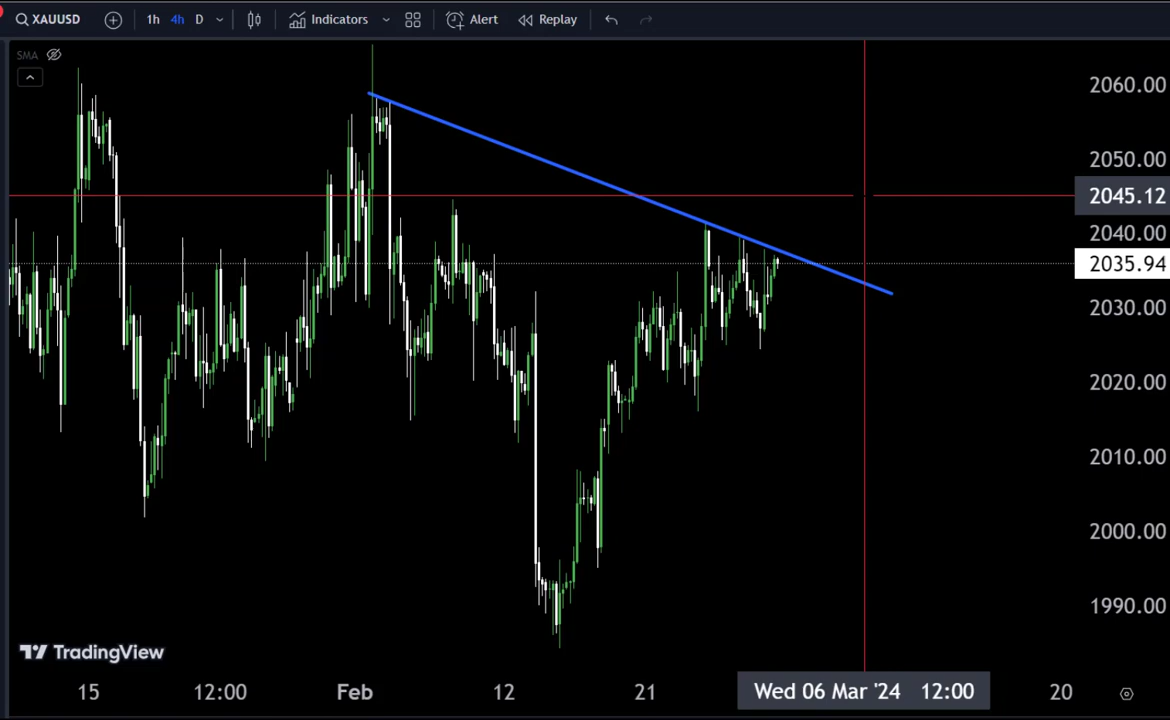 XAUUSD 1h 4h D Indicators Alert Replay
SMA
2060.00
2050.00
2045.12
2040.00
2035.94
2030.00
2020.00
2010.00
2000.00
1990.00
TradingView
15 12:00 Feb 12 21 Wed 06 Mar '24 12:00 20